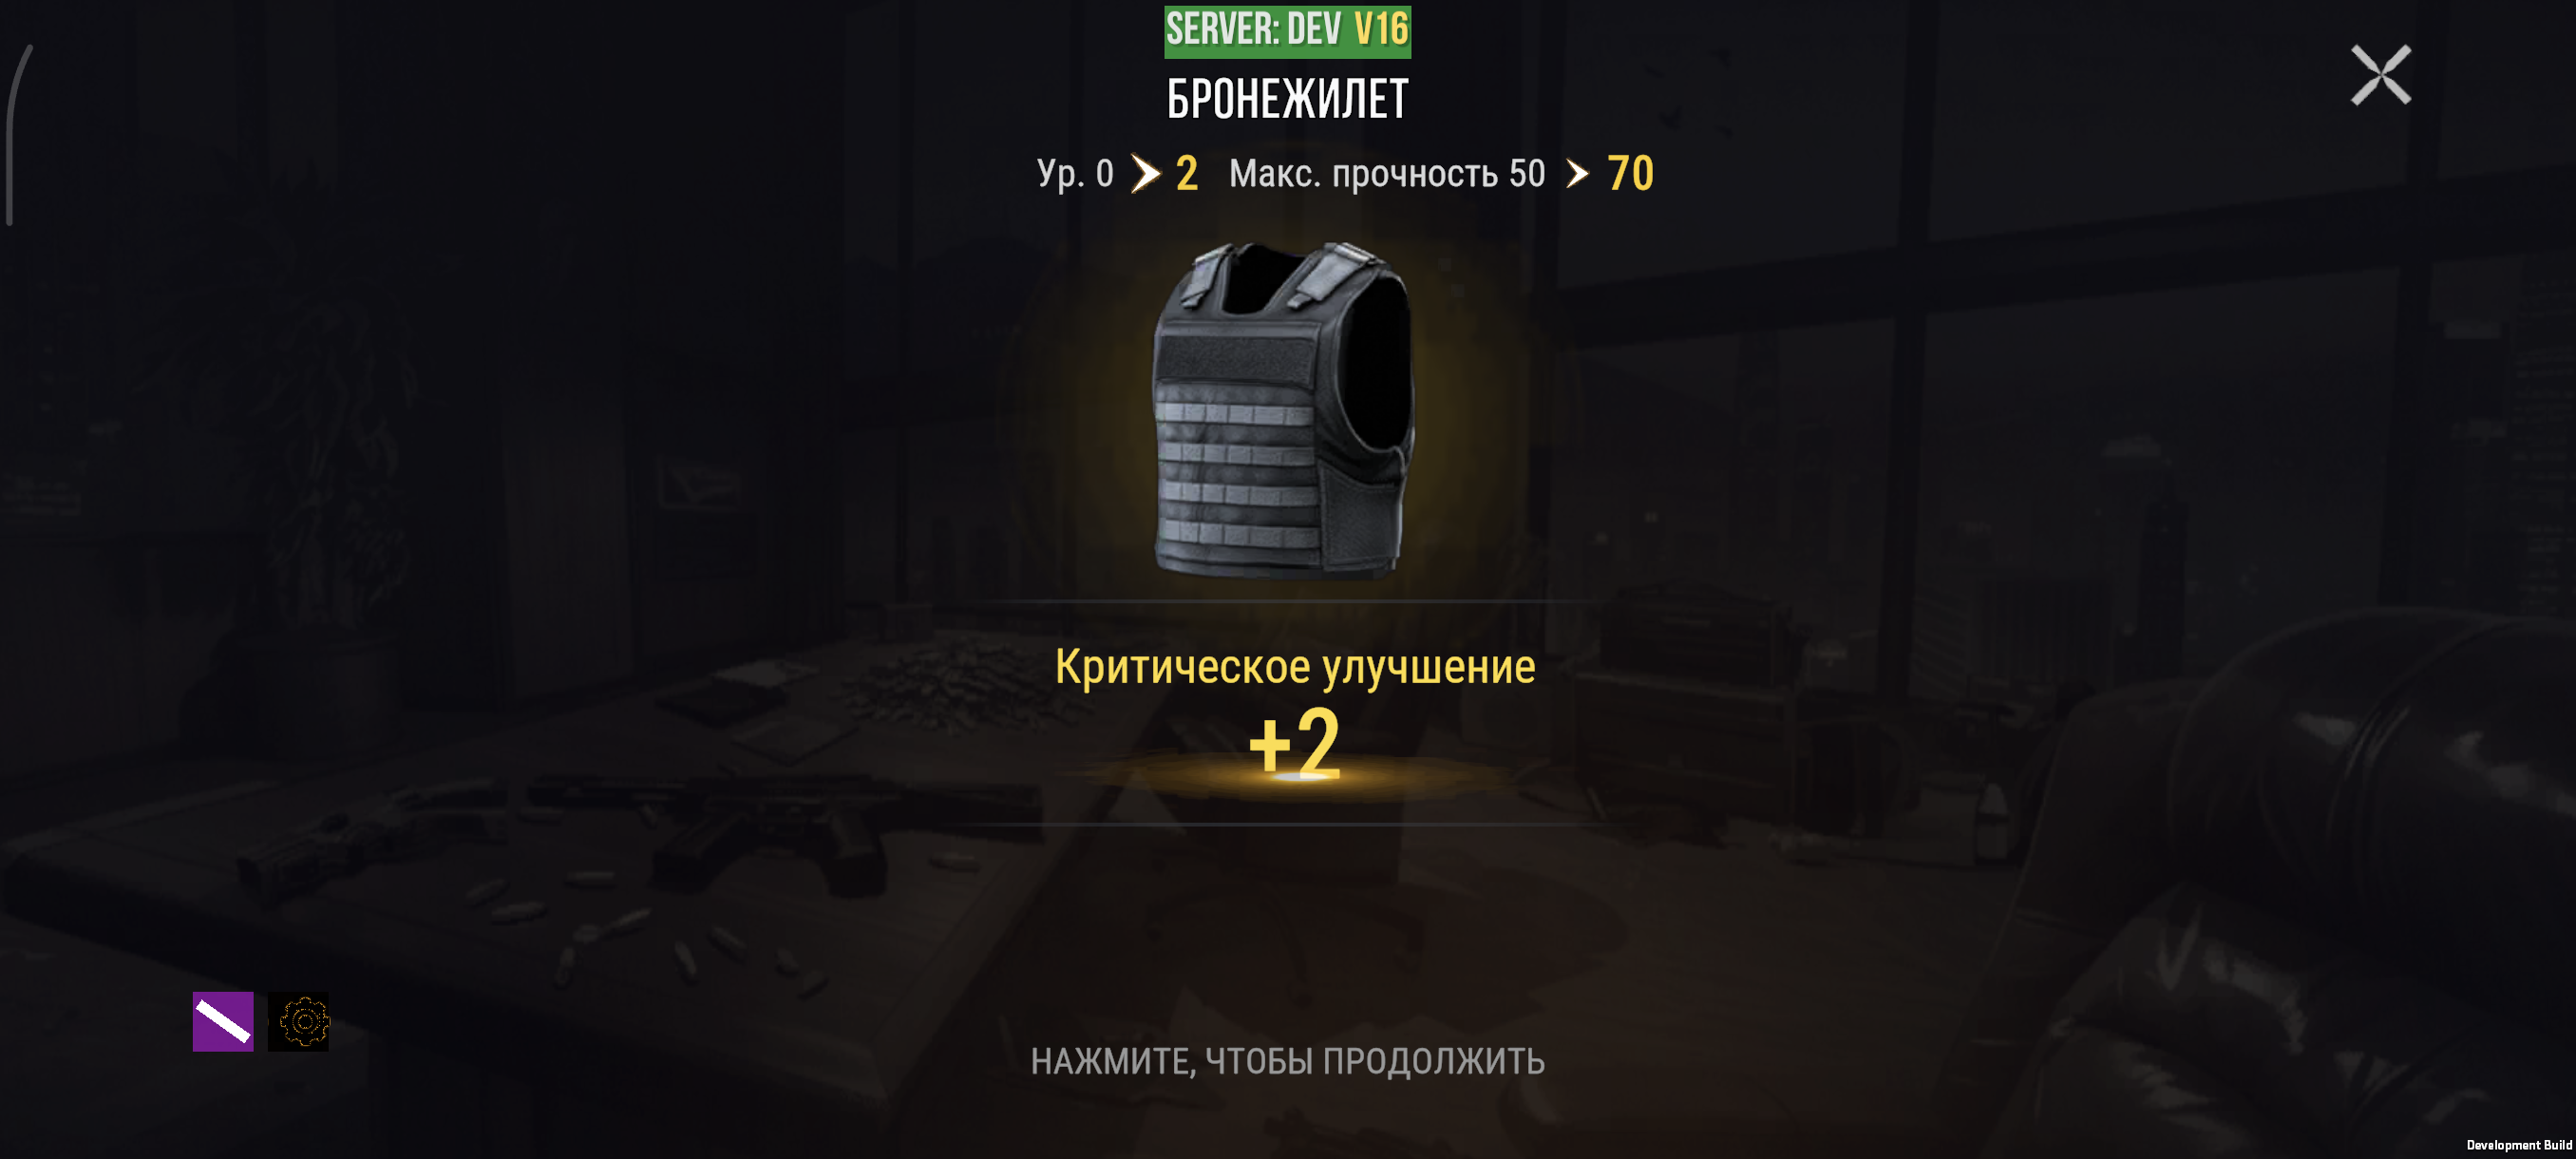 SERVER: DEV V16
БРОНЕЖИЛЕТ
Ур. 0 2 Макс. прочность 50 70
Критическое улучшение
+2
НАЖМИТЕ, ЧТОБЫ ПРОДОЛЖИТЬ
Development Build